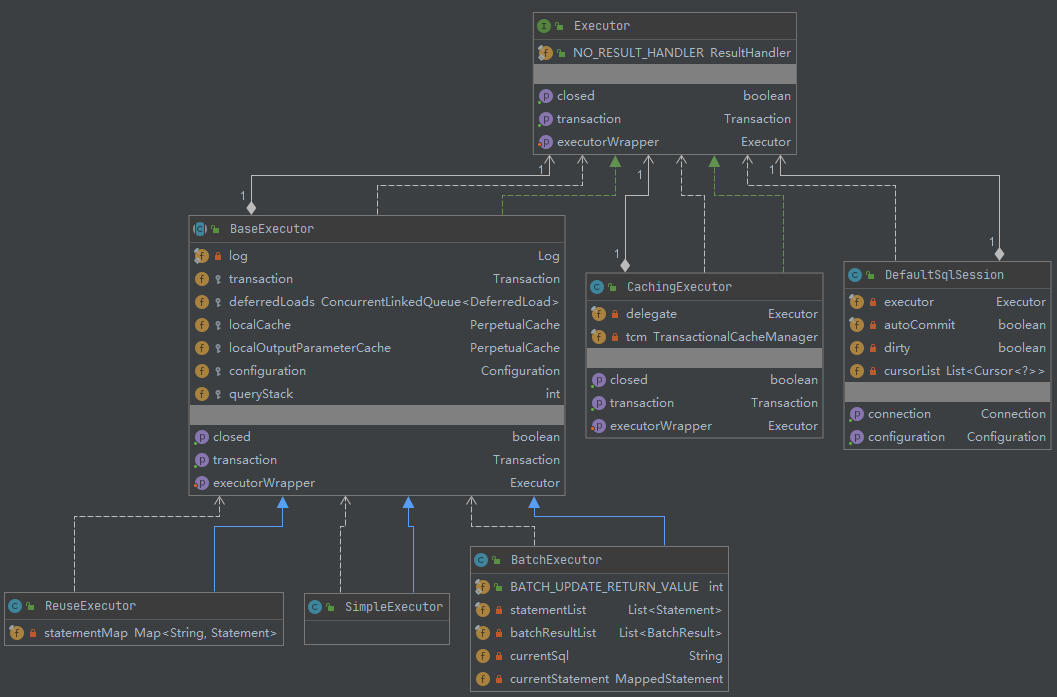 Executor
NO_RESULT_HANDLER ResultHandler
closed boolean
transaction Transaction
executorWrapper Executor
1 1 1
1 1 1
BaseExecutor
log Log
transaction Transaction
deferredLoads ConcurrentLinkedQueue<DeferredLoad>
localCache PerpetualCache
localOutputParameterCache PerpetualCache
configuration Configuration
queryStack int
closed boolean
transaction Transaction
executorWrapper Executor
CachingExecutor
delegate Executor
tcm TransactionalCacheManager
closed boolean
transaction Transaction
executorWrapper Executor
DefaultSqlSession
executor Executor
autoCommit boolean
dirty boolean
cursorList List<Cursor<?>>
connection Connection
configuration Configuration
ReuseExecutor
statementMap Map<String, Statement>
SimpleExecutor
BatchExecutor
BATCH_UPDATE_RETURN_VALUE int
statementList List<Statement>
batchResultList List<BatchResult>
currentSql String
currentStatement MappedStatement